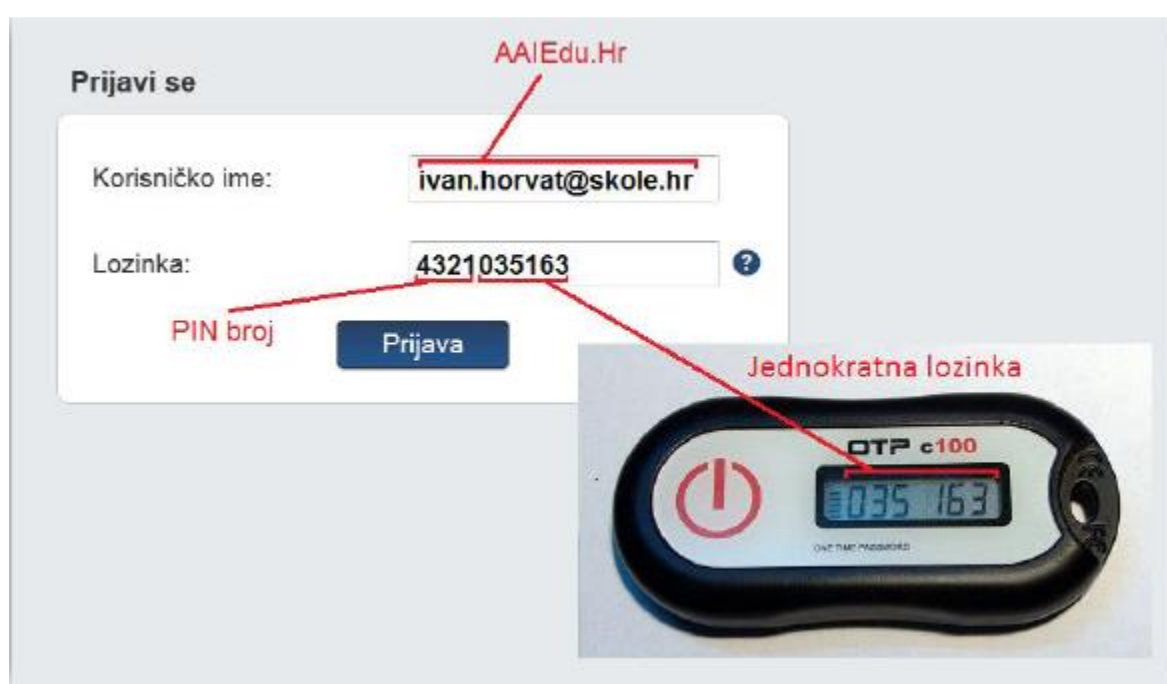 AAIEdu.Hr
Prijavi se
Korisničko ime:
ivan.horvat@skole.hr
Lozinka:
4321035163
?
PIN broj
Prijava
Jednokratna lozinka
OTP c100
035 163
ONE TIME PASSWORD